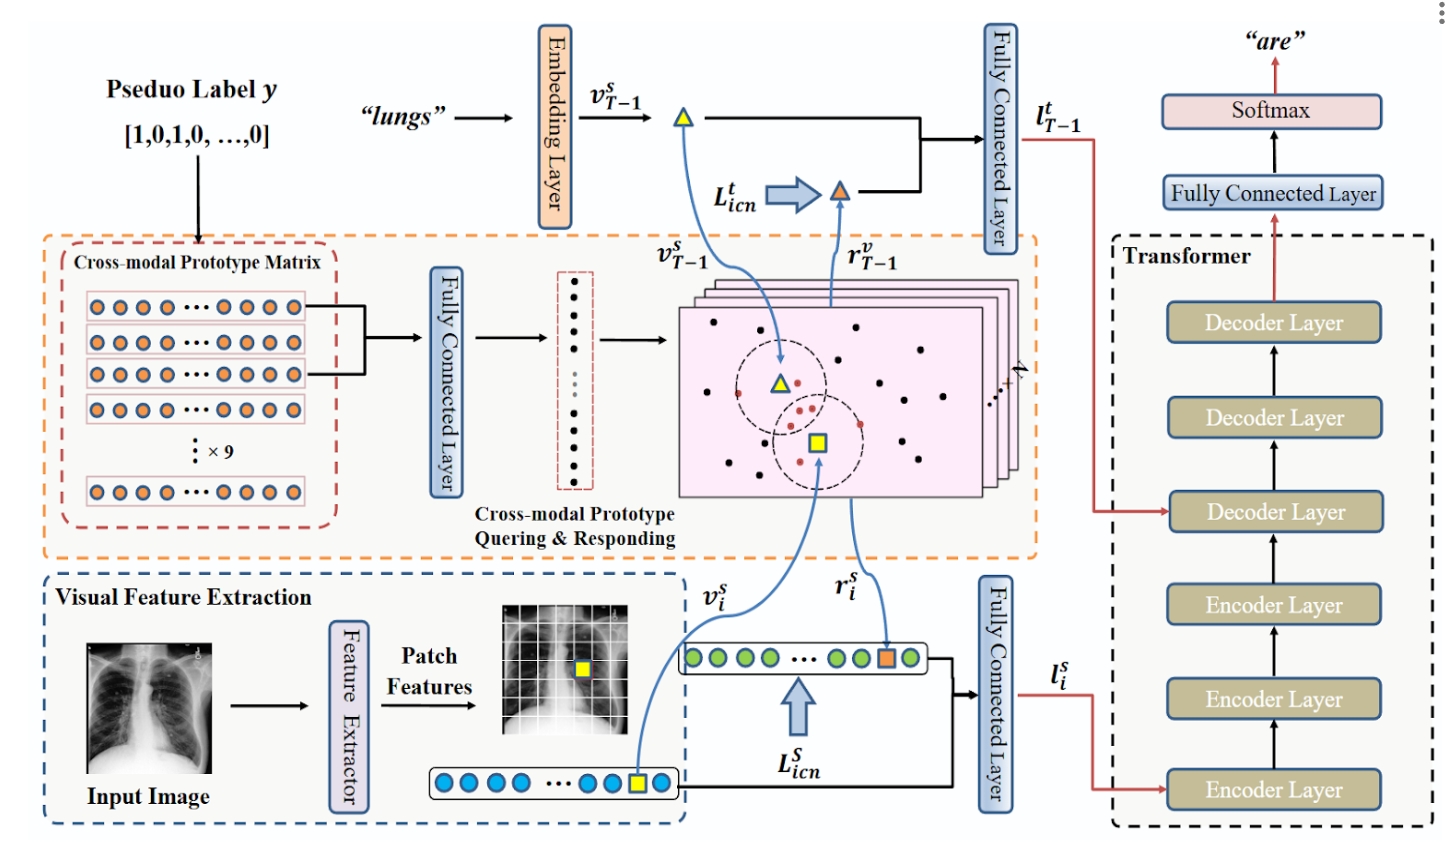 Pseduo Label y
[1,0,1,0, …,0]
“lungs”
Embedding Layer
v^s_{T−1}
L^t_{icn}
Fully Connected Layer
l^t_{T−1}
“are”
Softmax
Fully Connected Layer
Cross-modal Prototype Matrix
⋮ × 9
Fully Connected Layer
Cross-modal Prototype
Quering & Responding
v^s_{T−1}
r^v_{T−1}
N
Transformer
Decoder Layer
Decoder Layer
Decoder Layer
Encoder Layer
Encoder Layer
Encoder Layer
Visual Feature Extraction
Input Image
Feature Extractor
Patch
Features
v^s_i
r^s_i
L^S_{icn}
Fully Connected Layer
l^s_i